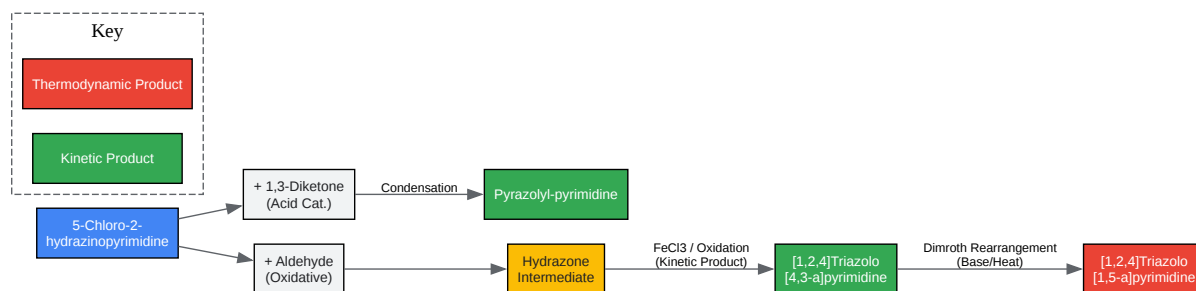 Key
Thermodynamic Product
Kinetic Product
5-Chloro-2-
hydrazinopyrimidine
+ 1,3-Diketone
(Acid Cat.)
Condensation
Pyrazolyl-pyrimidine
+ Aldehyde
(Oxidative)
Hydrazone
Intermediate
FeCl3 / Oxidation
(Kinetic Product)
[1,2,4]Triazolo
[4,3-a]pyrimidine
Dimroth Rearrangement
(Base/Heat)
[1,2,4]Triazolo
[1,5-a]pyrimidine